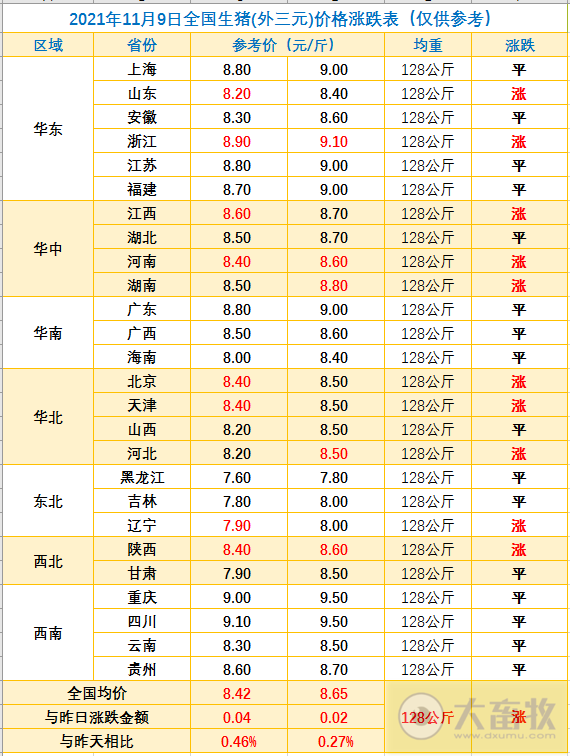 2021年11月9日全国生猪(外三元)价格涨跌表（仅供参考）
区域 省份 参考价（元/斤） 均重 涨跌
华东 上海 8.80 9.00 128公斤 平
山东 8.20 8.40 128公斤 涨
安徽 8.30 8.60 128公斤 平
浙江 8.90 9.10 128公斤 涨
江苏 8.80 9.00 128公斤 平
福建 8.70 9.00 128公斤 平
华中 江西 8.60 8.70 128公斤 涨
湖北 8.50 8.70 128公斤 平
河南 8.40 8.60 128公斤 涨
湖南 8.50 8.80 128公斤 涨
华南 广东 8.80 9.00 128公斤 平
广西 8.50 8.60 128公斤 平
海南 8.00 8.40 128公斤 平
华北 北京 8.40 8.50 128公斤 涨
天津 8.40 8.50 128公斤 涨
山西 8.20 8.50 128公斤 平
河北 8.20 8.50 128公斤 涨
东北 黑龙江 7.60 7.80 128公斤 平
吉林 7.80 8.00 128公斤 平
辽宁 7.90 8.00 128公斤 涨
西北 陕西 8.40 8.60 128公斤 涨
甘肃 7.90 8.50 128公斤 平
西南 重庆 9.00 9.50 128公斤 平
四川 9.10 9.50 128公斤 平
云南 8.30 8.50 128公斤 平
贵州 8.60 8.70 128公斤 平
全国均价 8.42 8.65
与昨日涨跌金额 0.04 0.02 128公斤 涨
与昨天相比 0.46% 0.27%
大畜牧
www.dxumu.com